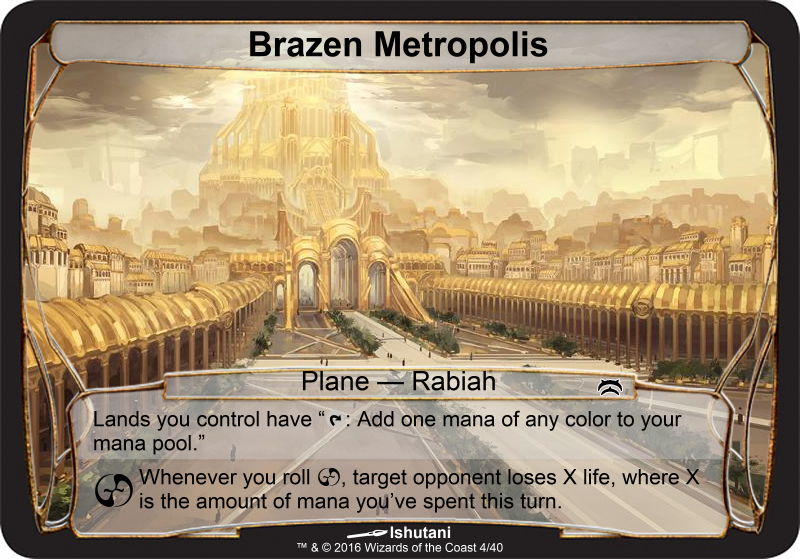 Brazen Metropolis
Plane — Rabiah
Lands you control have “ : Add one mana of any color to your
mana pool.”
Whenever you roll , target opponent loses X life, where X
is the amount of mana you’ve spent this turn.
Ishutani
™ & © 2016 Wizards of the Coast 4/40